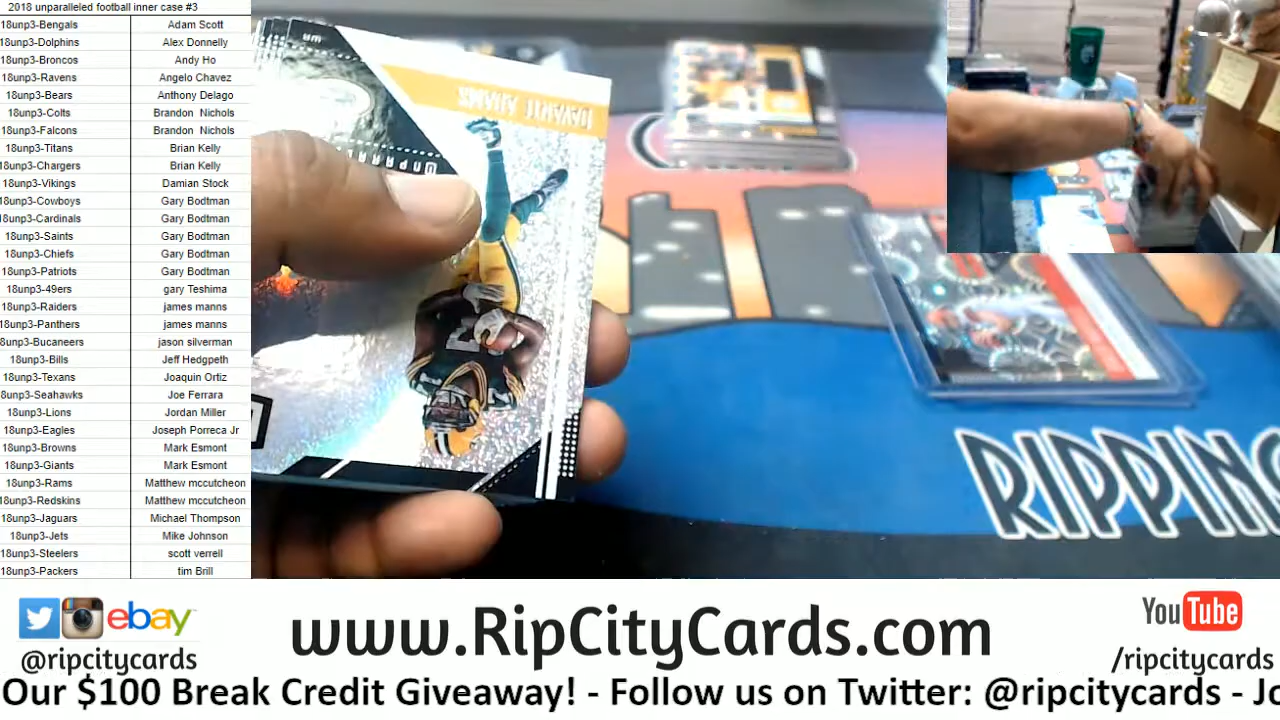 2018 unparalleled football inner case #3
18unp3-Bengals Adam Scott
18unp3-Dolphins Alex Donnelly
18unp3-Broncos Andy Ho
18unp3-Ravens Angelo Chavez
18unp3-Bears Anthony Delago
18unp3-Colts Brandon Nichols
18unp3-Falcons Brandon Nichols
18unp3-Titans Brian Kelly
18unp3-Chargers Brian Kelly
18unp3-Vikings Damian Stock
18unp3-Cowboys Gary Bodtman
18unp3-Cardinals Gary Bodtman
18unp3-Saints Gary Bodtman
18unp3-Chiefs Gary Bodtman
18unp3-Patriots Gary Bodtman
18unp3-49ers gary Teshima
18unp3-Raiders james manns
18unp3-Panthers james manns
8unp3-Bucaneers jason silverman
18unp3-Bills Jeff Hedgpeth
18unp3-Texans Joaquin Ortiz
8unp3-Seahawks Joe Ferrara
18unp3-Lions Jordan Miller
18unp3-Eagles Joseph Porreca Jr
18unp3-Browns Mark Esmont
18unp3-Giants Mark Esmont
18unp3-Rams Matthew mccutcheon
18unp3-Redskins Matthew mccutcheon
18unp3-Jaguars Michael Thompson
18unp3-Jets Mike Johnson
18unp3-Steelers scott verrell
18unp3-Packers tim Brill
DAVANTE ADAMS
UNPARAL
RIPPING
ebay
@ripcitycards
www.RipCityCards.com
YouTube
/ripcitycards
Our $100 Break Credit Giveaway! - Follow us on Twitter: @ripcitycards - Jo